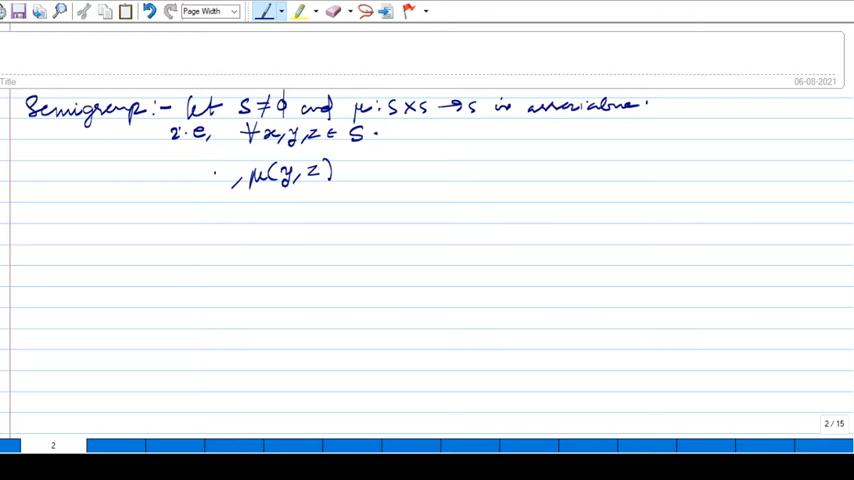 Page Width
Title
06-08-2021
Semigroup :- Let S ≠ ϕ and μ : S × S → S is associative.
i.e, ∀ x, y, z ∈ S.
, μ(y, z)
2 / 15
2